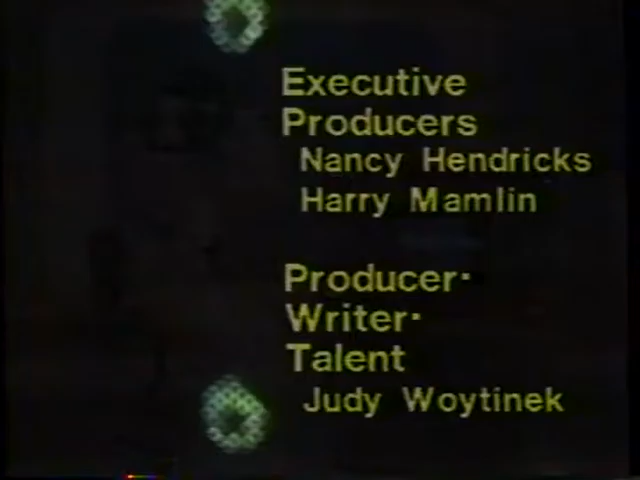 Executive
Producers
Nancy Hendricks
Harry Mamlin
Producer·
Writer·
Talent
Judy Woytinek